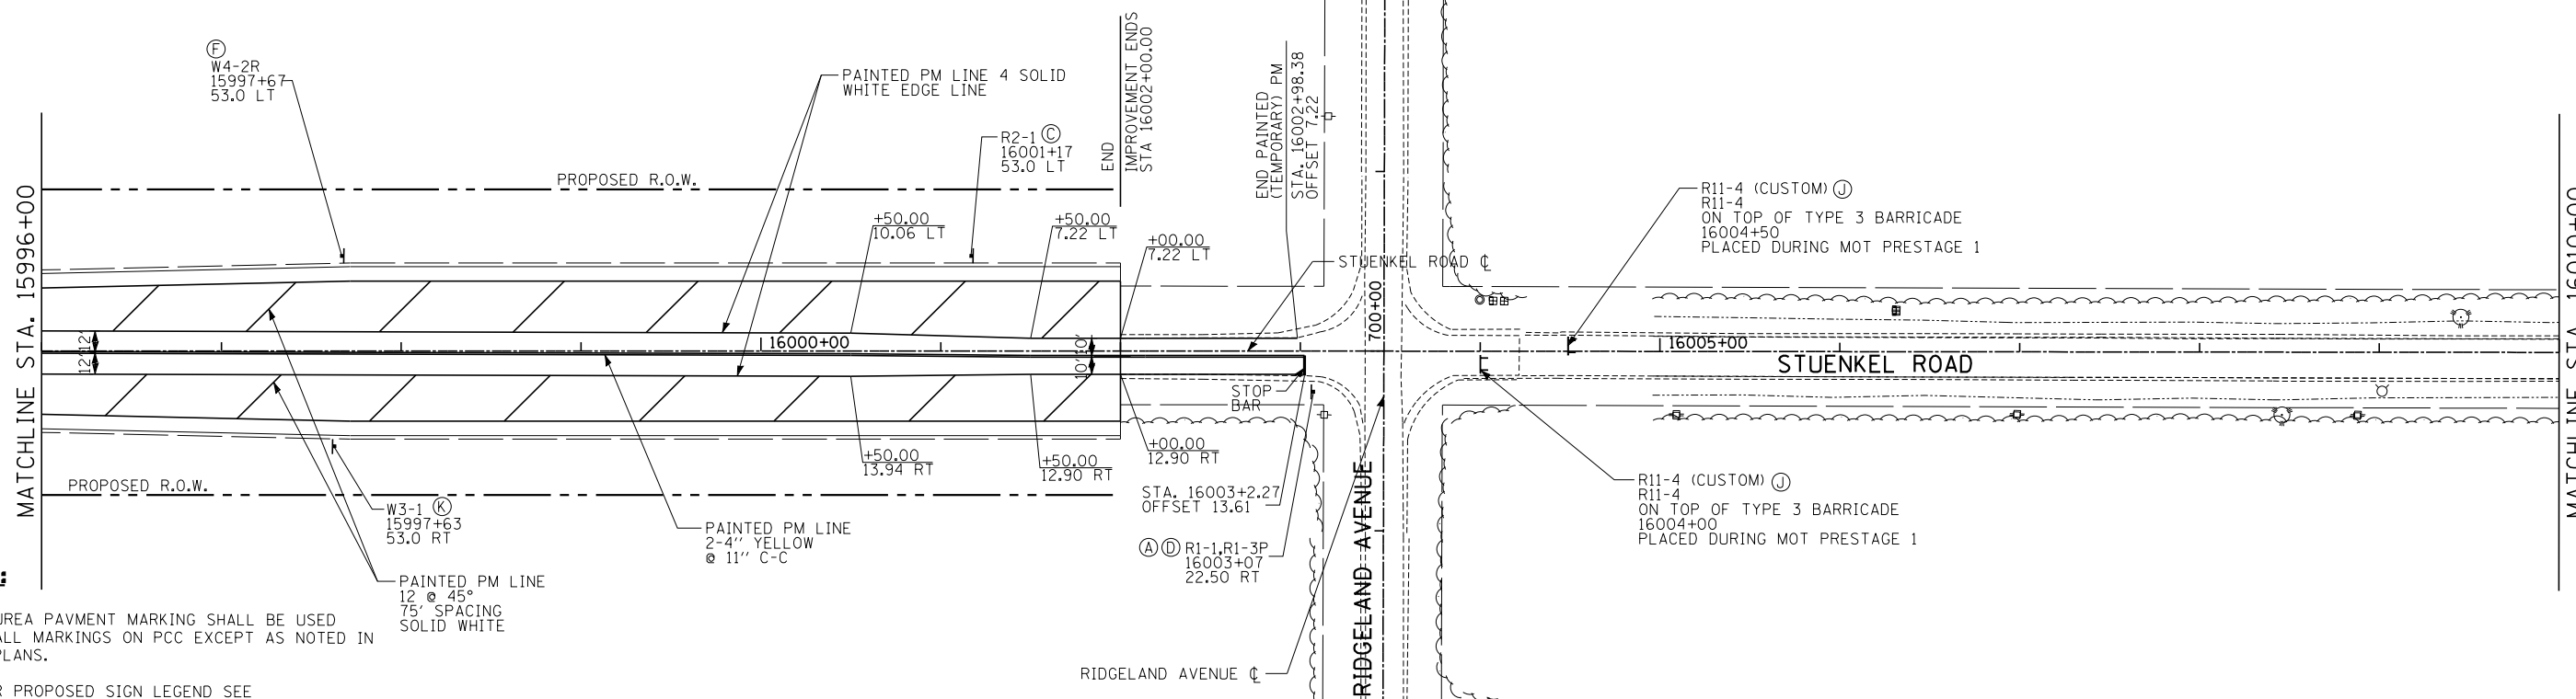 MATCHLINE STA. 15996+00
F
W4-2R
15997+67
53.0 LT
PAINTED PM LINE 4 SOLID
WHITE EDGE LINE
PROPOSED R.O.W.
R2-1 C
16001+17
53.0 LT
END
IMPROVEMENT ENDS
STA 16002+00.00
END PAINTED
(TEMPORARY) PM
STA. 16002+98.38
OFFSET 7.22
+50.00
10.06 LT
+50.00
7.22 LT
+00.00
7.22 LT
STUENKEL ROAD ℄
R11-4 (CUSTOM) J
R11-4
ON TOP OF TYPE 3 BARRICADE
16004+50
PLACED DURING MOT PRESTAGE 1
12'
12'
16000+00
10'
10'
700+00
16005+00
STUENKEL ROAD
STOP
BAR
+50.00
13.94 RT
+50.00
12.90 RT
+00.00
12.90 RT
STA. 16003+2.27
OFFSET 13.61
A D R1-1,R1-3P
16003+07
22.50 RT
PROPOSED R.O.W.
W3-1 K
15997+63
53.0 RT
PAINTED PM LINE
2-4'' YELLOW
@ 11'' C-C
PAINTED PM LINE
12 @ 45°
75' SPACING
SOLID WHITE
R11-4 (CUSTOM) J
R11-4
ON TOP OF TYPE 3 BARRICADE
16004+00
PLACED DURING MOT PRESTAGE 1
RIDGELAND AVENUE
RIDGELAND AVENUE ℄
MATCHLINE STA. 16010+00
UREA PAVMENT MARKING SHALL BE USED
ALL MARKINGS ON PCC EXCEPT AS NOTED IN
PLANS.
R PROPOSED SIGN LEGEND SEE